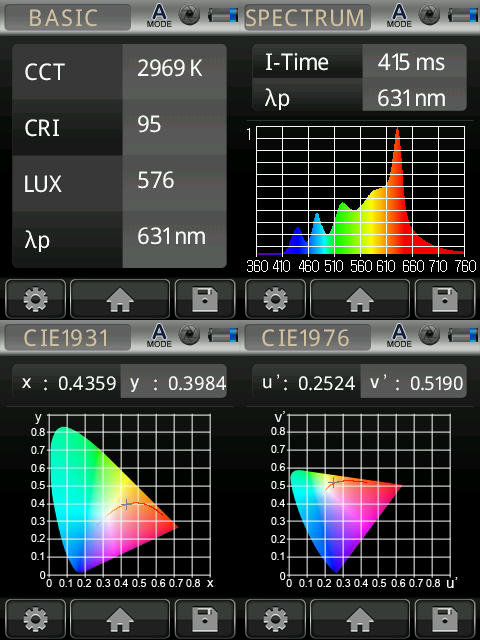 BASIC
A
MODE
CCT 2969 K
CRI 95
LUX 576
λp 631 nm
SPECTRUM
A
MODE
I-Time 415 ms
λp 631 nm
1
360 410 460 510 560 610 660 710 760
CIE1931
A
MODE
x : 0.4359 y : 0.3984
y
0.8
0.7
0.6
0.5
0.4
0.3
0.2
0.1
0
0 0.1 0.2 0.3 0.4 0.5 0.6 0.7 0.8 x
CIE1976
A
MODE
u' : 0.2524 v' : 0.5190
v'
0.8
0.7
0.6
0.5
0.4
0.3
0.2
0.1
0
0 0.1 0.2 0.3 0.4 0.5 0.6 0.7 0.8 u'